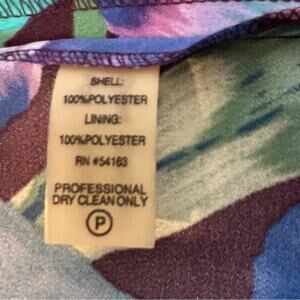 SHELL:
100%POLYESTER
LINING:
100%POLYESTER
RN #54163
PROFESSIONAL
DRY CLEAN ONLY
P